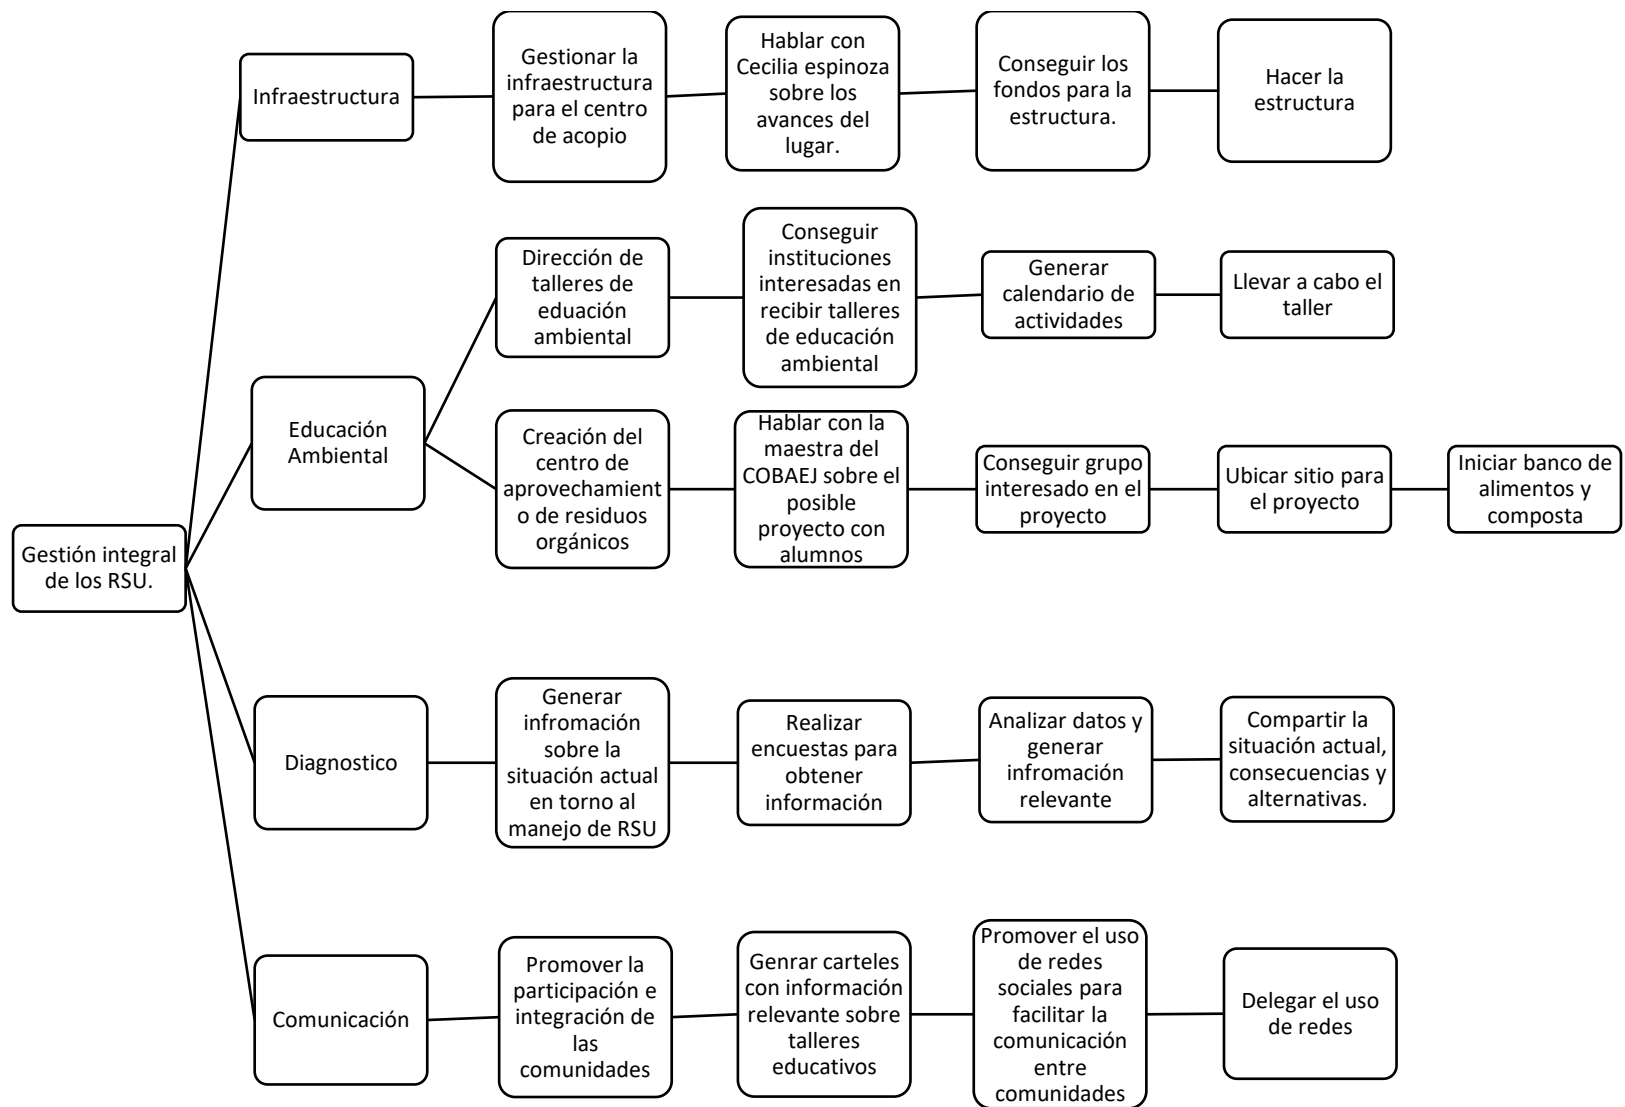 Infraestructura
Gestionar la
infraestructura
para el centro
de acopio
Hablar con
Cecilia espinoza
sobre los
avances del
lugar.
Conseguir los
fondos para la
estructura.
Hacer la
estructura
Dirección de
talleres de
eduación
ambiental
Conseguir
instituciones
interesadas en
recibir talleres
de educación
ambiental
Generar
calendario de
actividades
Llevar a cabo el
taller
Educación
Ambiental
Creación del
centro de
aprovechamient
o de residuos
orgánicos
Hablar con la
maestra del
COBAEJ sobre el
posible
proyecto con
alumnos
Conseguir grupo
interesado en el
proyecto
Ubicar sitio para
el proyecto
Iniciar banco de
alimentos y
composta
Gestión integral
de los RSU.
Diagnostico
Generar
infromación
sobre la
situación actual
en torno al
manejo de RSU
Realizar
encuestas para
obtener
información
Analizar datos y
generar
infromación
relevante
Compartir la
situación actual,
consecuencias y
alternativas.
Comunicación
Promover la
participación e
integración de
las
comunidades
Genrar carteles
con información
relevante sobre
talleres
educativos
Promover el uso
de redes
sociales para
facilitar la
comunicación
entre
comunidades
Delegar el uso
de redes